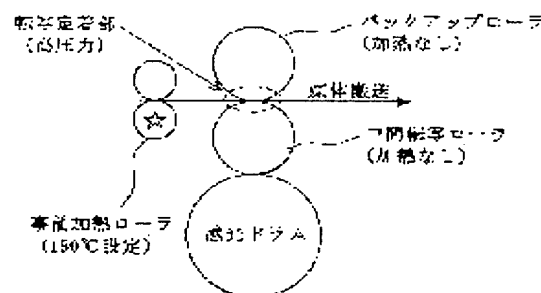 転写定着部
(高圧力)
バックアップローラ
(加熱なし)
媒体搬送
中間転写ローラ
(加熱なし)
事前加熱ローラ
(150℃設定)
感光ドラム